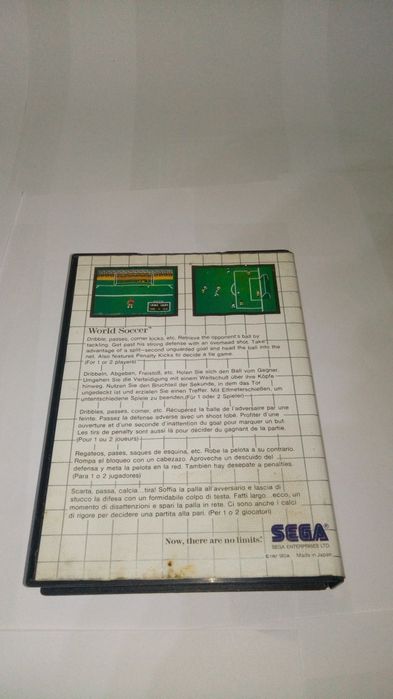 World Soccer
Dribble, passes, corner kicks, etc. Retrieve the opponent's ball by
tackling. Get past his strong defense with an overhead shot. Take
advantage of a split-second unguarded goal and head the ball into the
net. Also features Penalty Kicks to decide a tie game.
(For 1 or 2 players)
Dribbeln, Abgeben, Freistoß, etc. Holen Sie sich den Ball vom Gegner.
Umgehen Sie die Verteidigung mit einem Weitschuß über ihre Köpfe
hinweg. Nutzen Sie den Bruchteil der Sekunde, in dem das Tor
ungedeckt ist und erzielen Sie einen Treffer. Mit Elfmeterschießen, um
unentschiedene Spiele zu beenden. (Für 1 oder 2 Spieler)
Dribbles, passes, corner, etc. Récupérez la balle de l'adversaire par une
feinte. Passez la défense adverse avec un shoot lobé. Profiter d'une
ouverture et d'une seconde d'inattention du goal pour marquer un but.
Les tirs de penalty sont aussi là pour décider du gagnant de la partie.
(Pour 1 ou 2 joueurs)
Regateos, pases, saques de esquina, etc. Robe la pelota a su contrario.
Rompa el bloqueo con un cabezazo. Aproveche un descuido del
defensa y meta la pelota en la red. También hay desepate a penalties.
(Para 1 o 2 jugadores)
Scarta, passa, calcia...tira! Soffia la palla all'avversario e lascia di
stucco la difesa con un formidabile colpo di testa. Fatti largo...ecco, un
momento di disattenzioni e spari la palla in rete. Ci sono anche i calci
di rigore per decidere una partita alla pari. (Per 1 o 2 giocatori)
Now, there are no limits!
SEGA®
SEGA ENTERPRISES LTD.
Made in Japan